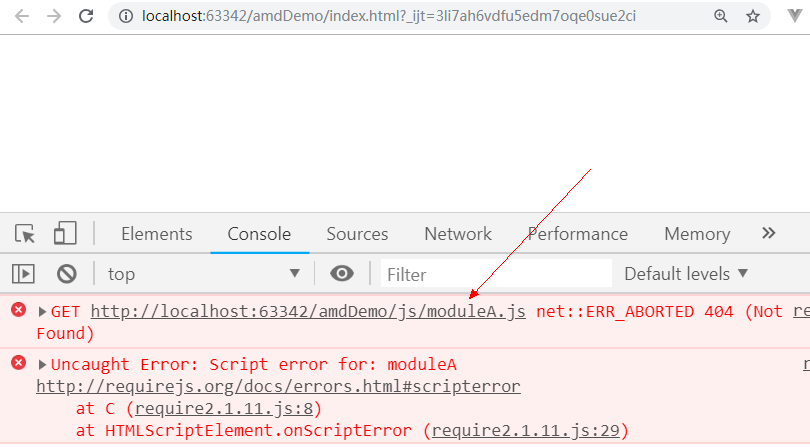 localhost:63342/amdDemo/index.html?_ijt=3li7ah6vdfu5edm7oqe0sue2ci
Elements Console Sources Network Performance Memory
top Filter Default levels
GET http://localhost:63342/amdDemo/js/moduleA.js net::ERR_ABORTED 404 (Not re
Found)
Uncaught Error: Script error for: moduleA r
http://requirejs.org/docs/errors.html#scripterror
at C (require2.1.11.js:8)
at HTMLScriptElement.onScriptError (require2.1.11.js:29)